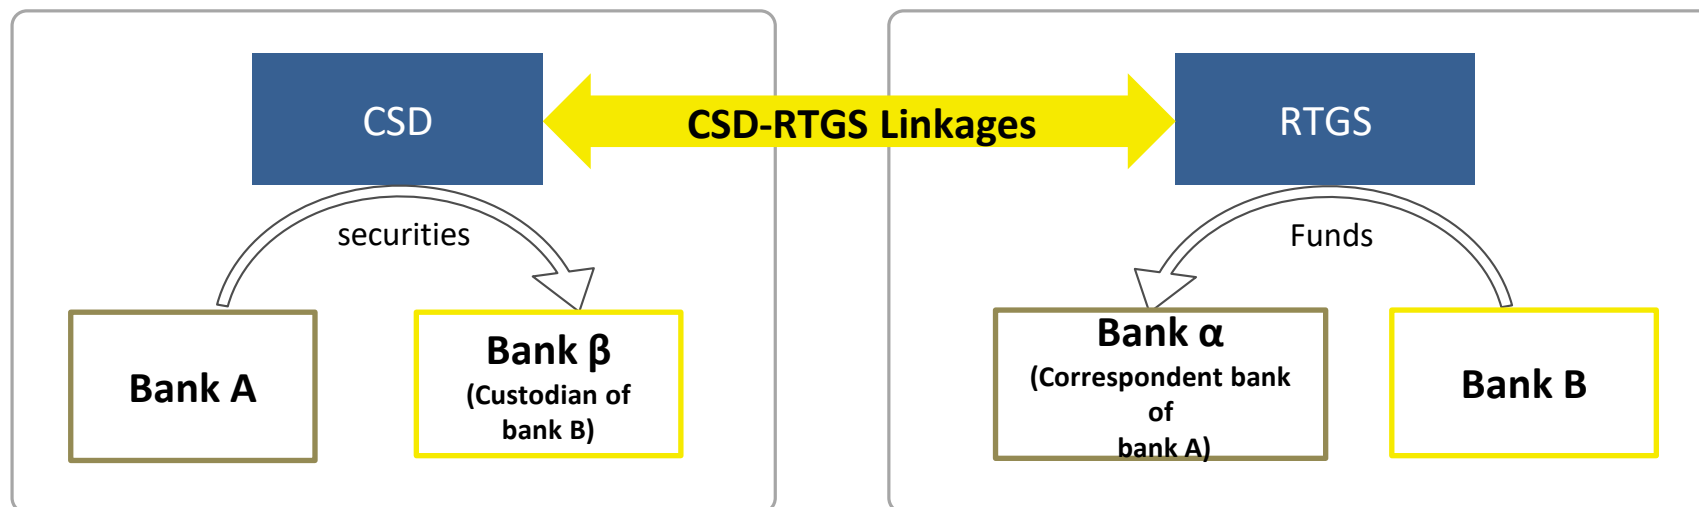 CSD
CSD-RTGS Linkages
RTGS
securities
Funds
Bank A
Bank β
(Custodian of
bank B)
Bank α
(Correspondent bank
of
bank A)
Bank B